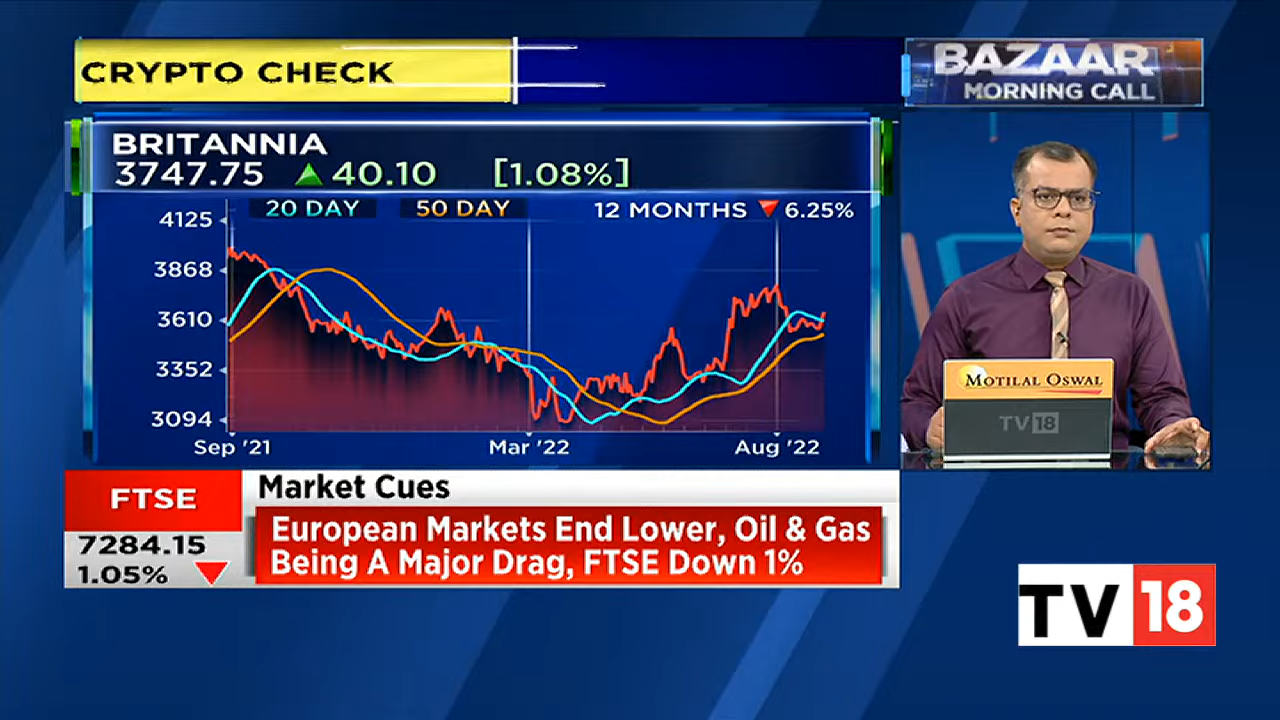 CRYPTO CHECK
BAZAAR
MORNING CALL
BRITANNIA
3747.75 ▲ 40.10 [1.08%]
20 DAY 50 DAY 12 MONTHS ▼ 6.25%
4125
3868
3610
3352
3094
Sep '21 Mar '22 Aug '22
MOTILAL OSWAL
TV18
FTSE
7284.15
1.05% ▼
Market Cues
European Markets End Lower, Oil & Gas
Being A Major Drag, FTSE Down 1%
TV18